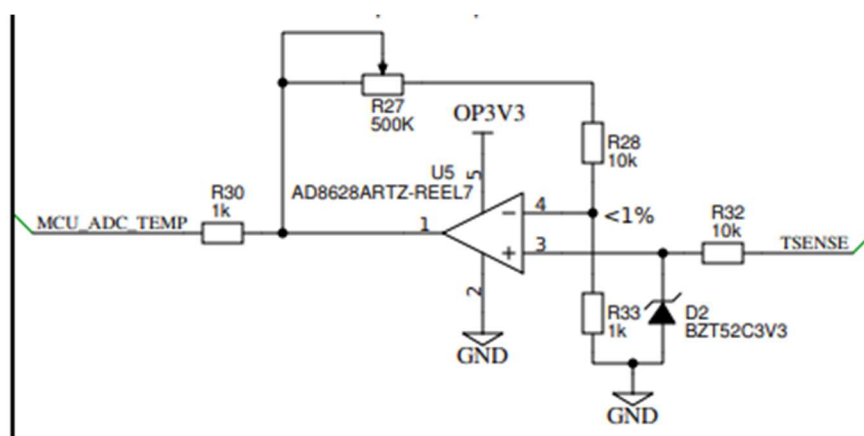 R27
500K
OP3V3
R28
10k
U5
AD8628ARTZ-REEL7
5
R30
1k
MCU_ADC_TEMP
1
4
<1%
3
R32
10k
TSENSE
2
R33
1k
D2
BZT52C3V3
GND
GND